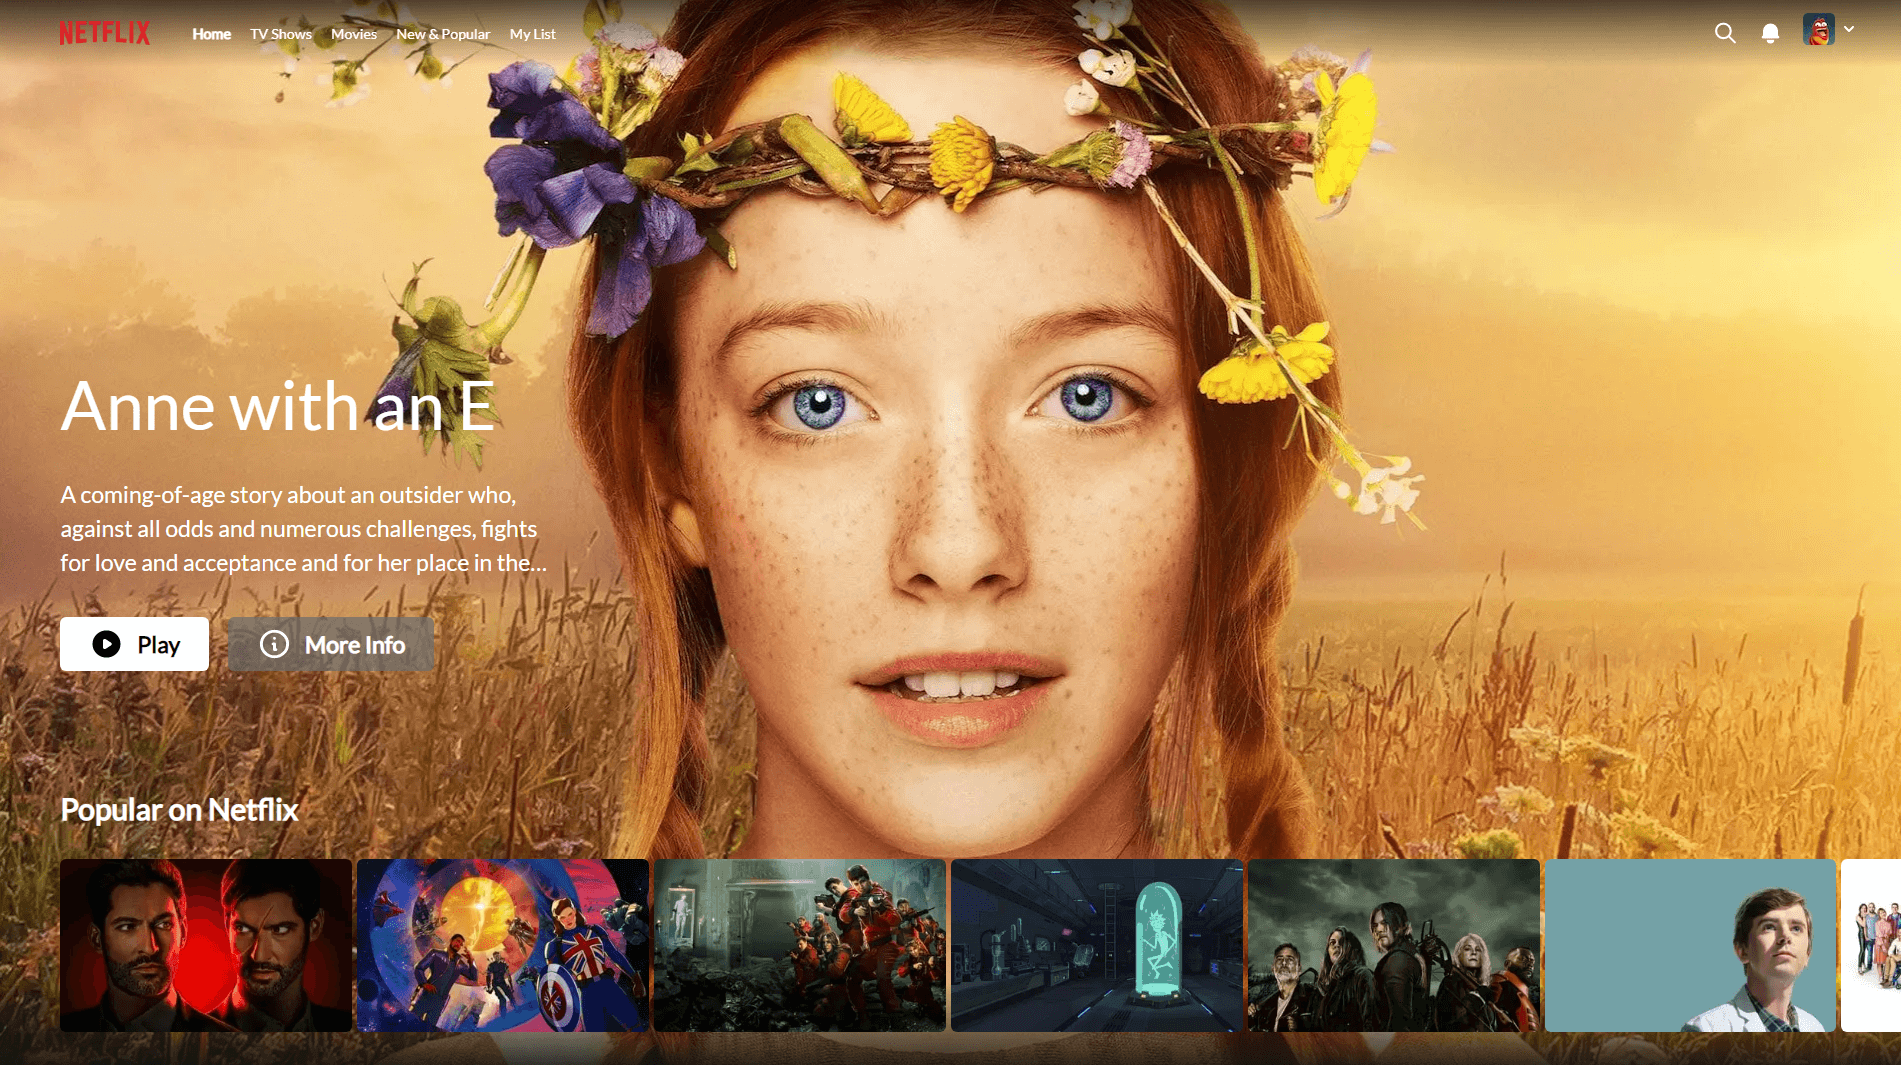 NETFLIX
Home TV Shows Movies New & Popular My List
Anne with an E
A coming-of-age story about an outsider who,
against all odds and numerous challenges, fights
for love and acceptance and for her place in the...
Play More Info
Popular on Netflix